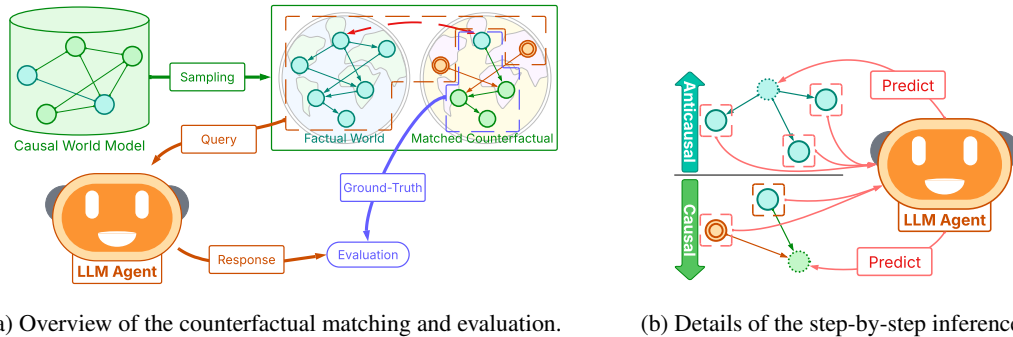 Causal World Model
Sampling
Factual World
Matched Counterfactual
Query
Ground-Truth
LLM Agent
Response
Evaluation
a) Overview of the counterfactual matching and evaluation.
Anticausal
Causal
Predict
LLM Agent
Predict
(b) Details of the step-by-step inference